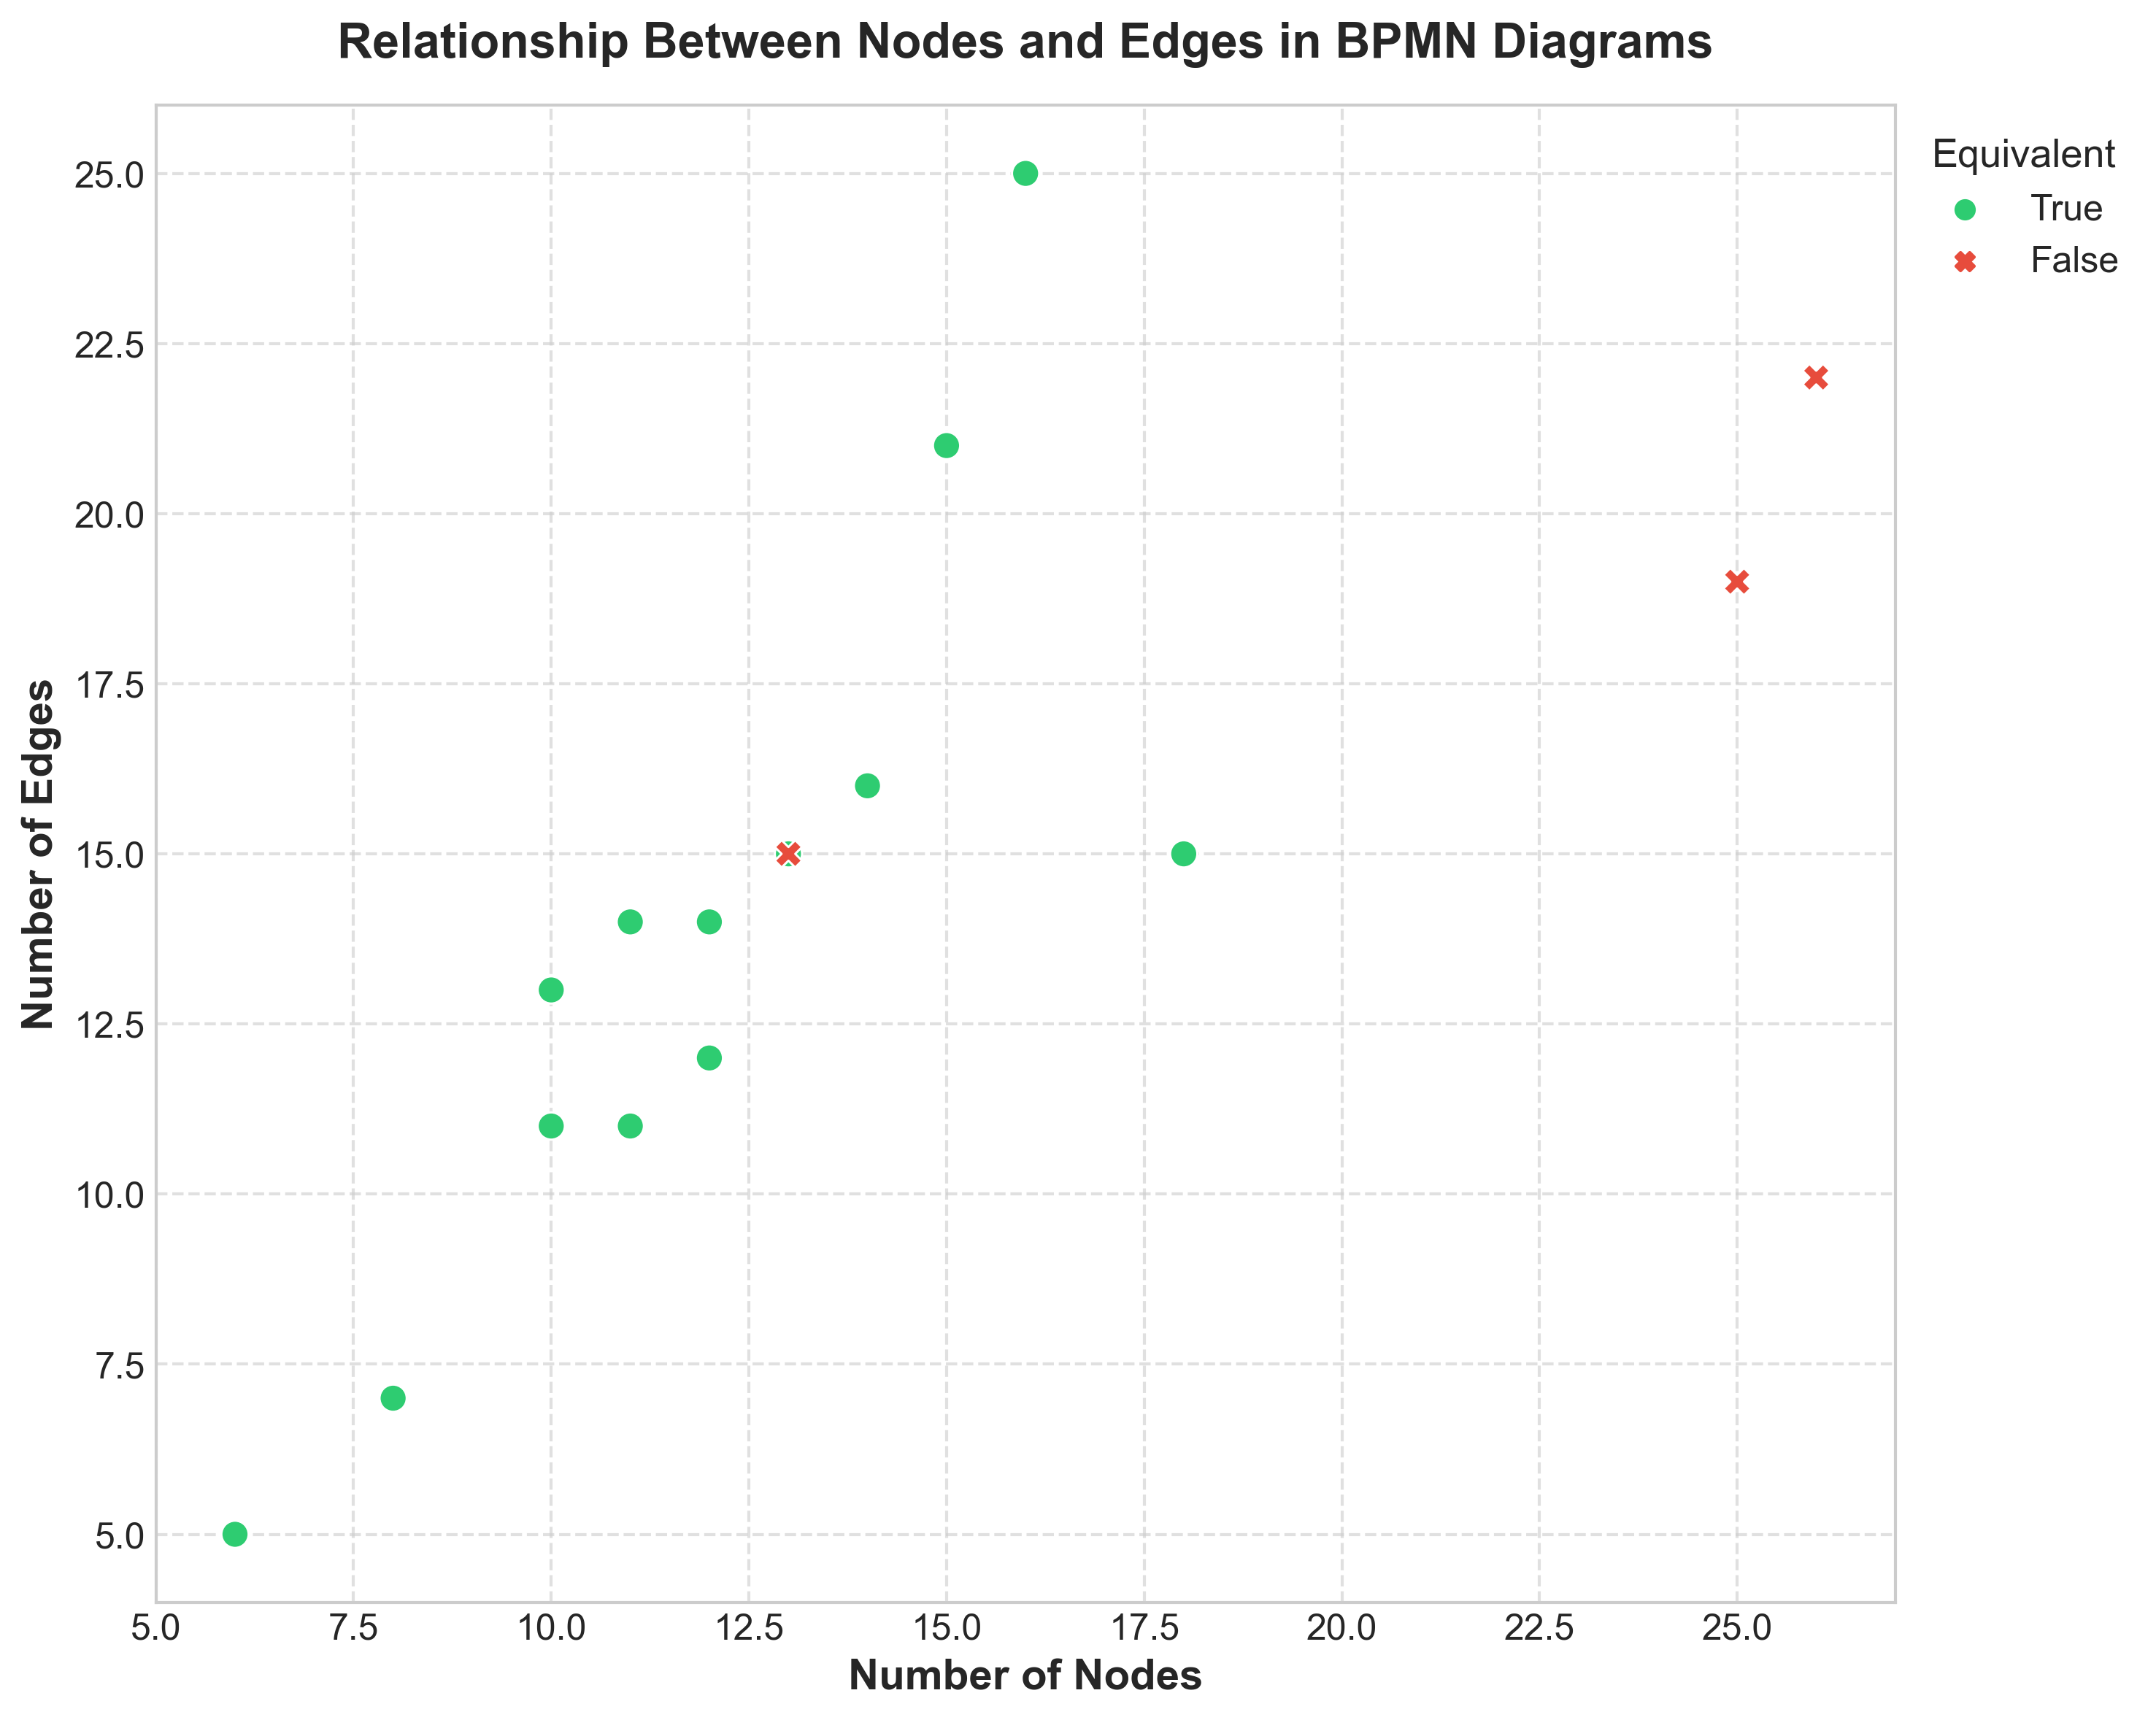 Relationship Between Nodes and Edges in BPMN Diagrams
Equivalent
True
False
Number of Edges
25.0
22.5
20.0
17.5
15.0
12.5
10.0
7.5
5.0
5.0 7.5 10.0 12.5 15.0 17.5 20.0 22.5 25.0
Number of Nodes